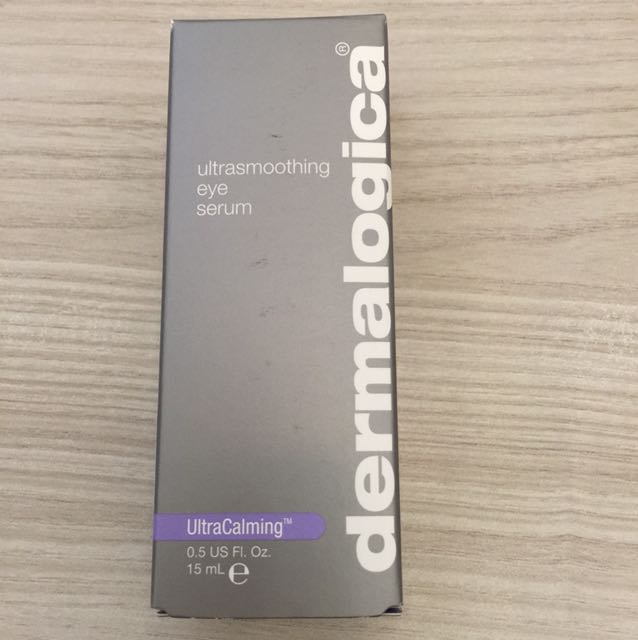 ultrasmoothing
eye
serum
dermalogica®
UltraCalming™
0.5 US Fl. Oz.
15 mL ℮